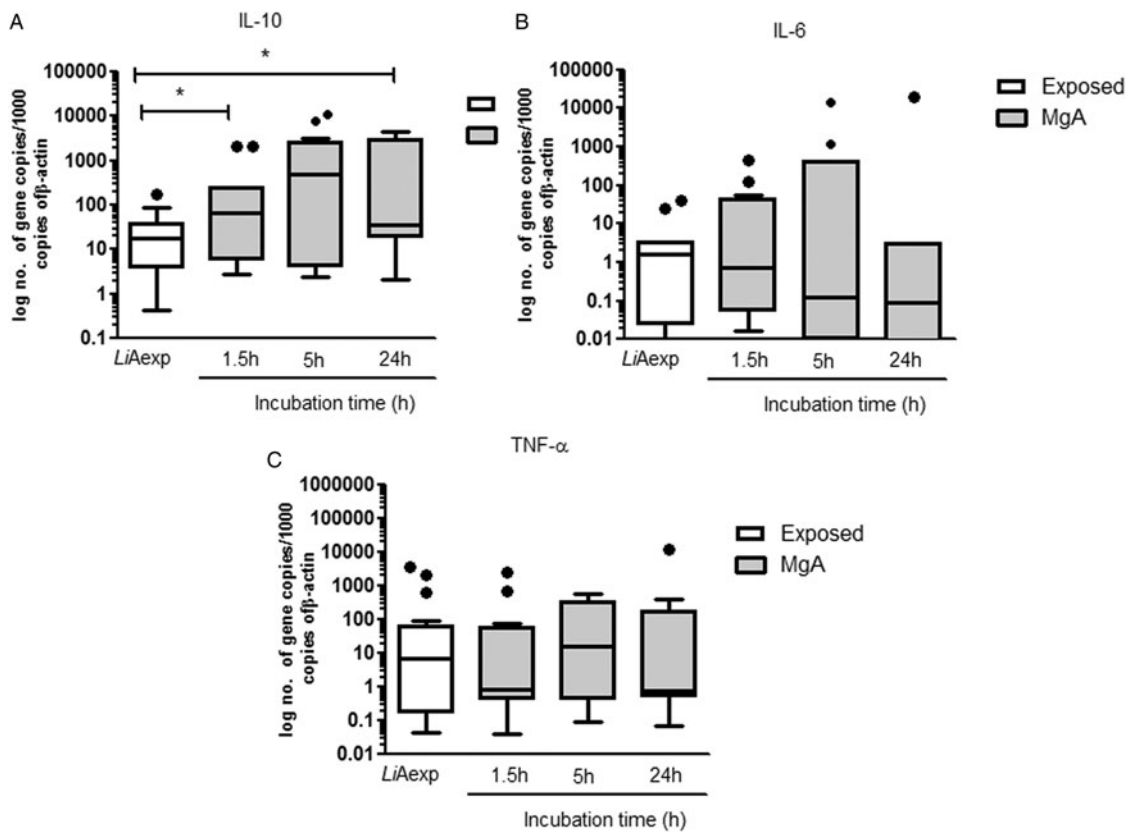 A
IL-10
*
*
log no. of gene copies/1000
copies ofβ-actin
100000
10000
1000
100
10
1
0.1
LiAexp
1.5h
5h
24h
Incubation time (h)
B
IL-6
Exposed
MgA
log no. of gene copies/1000
copies ofβ-actin
100000
10000
1000
100
10
1
0.1
0.01
LiAexp
1.5h
5h
24h
Incubation time (h)
C
TNF-α
Exposed
MgA
log no. of gene copies/1000
copies ofβ-actin
1000000
100000
10000
1000
100
10
1
0.1
0.01
LiAexp
1.5h
5h
24h
Incubation time (h)